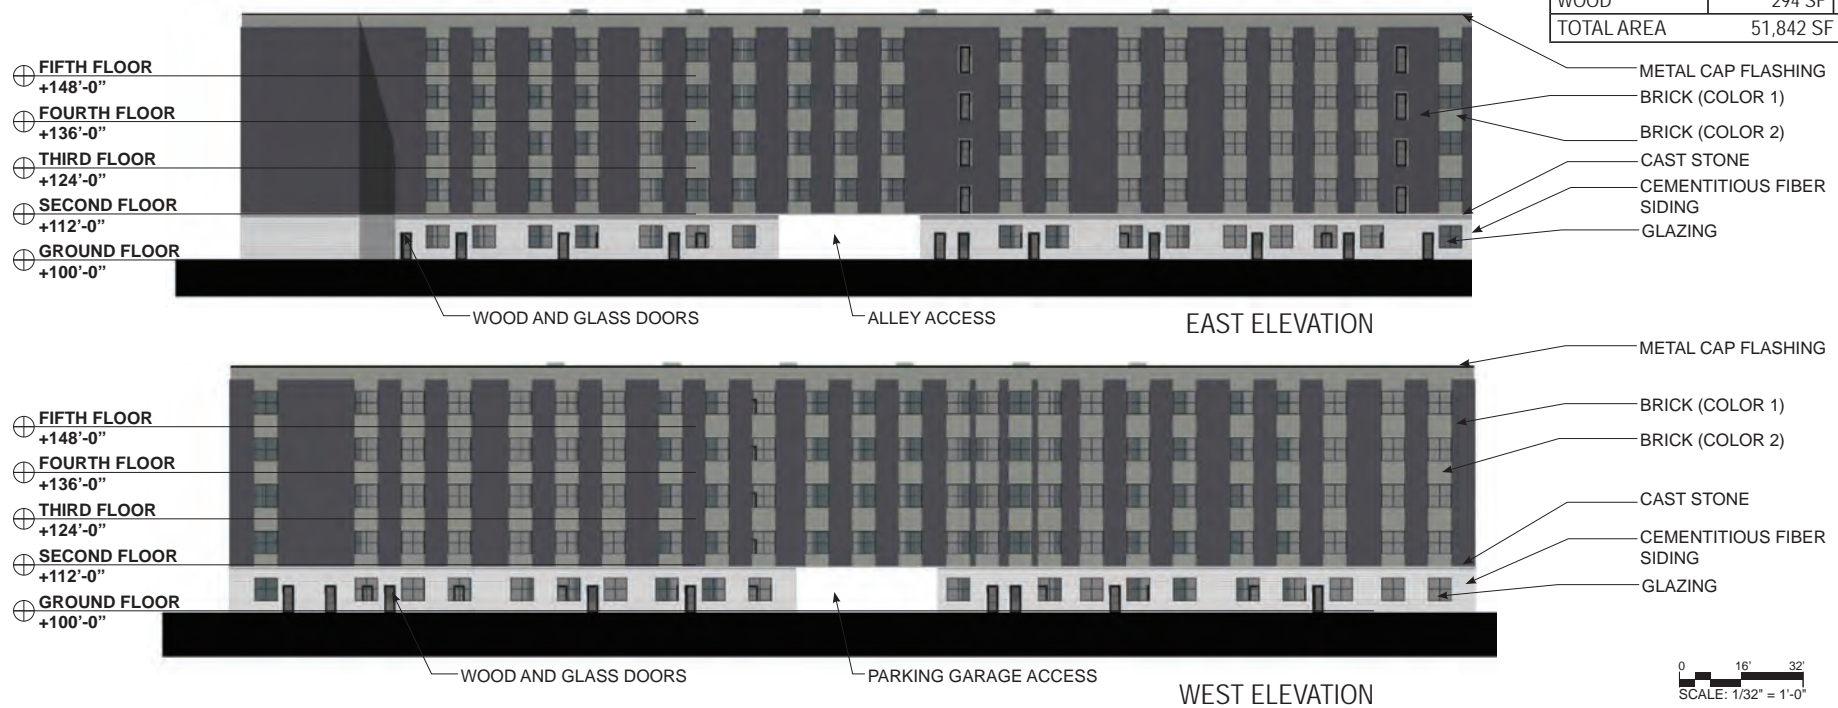 WOOD 294 SF
TOTAL AREA 51,842 SF
FIFTH FLOOR
+148'-0"
FOURTH FLOOR
+136'-0"
THIRD FLOOR
+124'-0"
SECOND FLOOR
+112'-0"
GROUND FLOOR
+100'-0"
METAL CAP FLASHING
BRICK (COLOR 1)
BRICK (COLOR 2)
CAST STONE
CEMENTITIOUS FIBER
SIDING
GLAZING
WOOD AND GLASS DOORS
ALLEY ACCESS
EAST ELEVATION
FIFTH FLOOR
+148'-0"
FOURTH FLOOR
+136'-0"
THIRD FLOOR
+124'-0"
SECOND FLOOR
+112'-0"
GROUND FLOOR
+100'-0"
METAL CAP FLASHING
BRICK (COLOR 1)
BRICK (COLOR 2)
CAST STONE
CEMENTITIOUS FIBER
SIDING
GLAZING
WOOD AND GLASS DOORS
PARKING GARAGE ACCESS
WEST ELEVATION
0 16' 32'
SCALE: 1/32" = 1'-0"